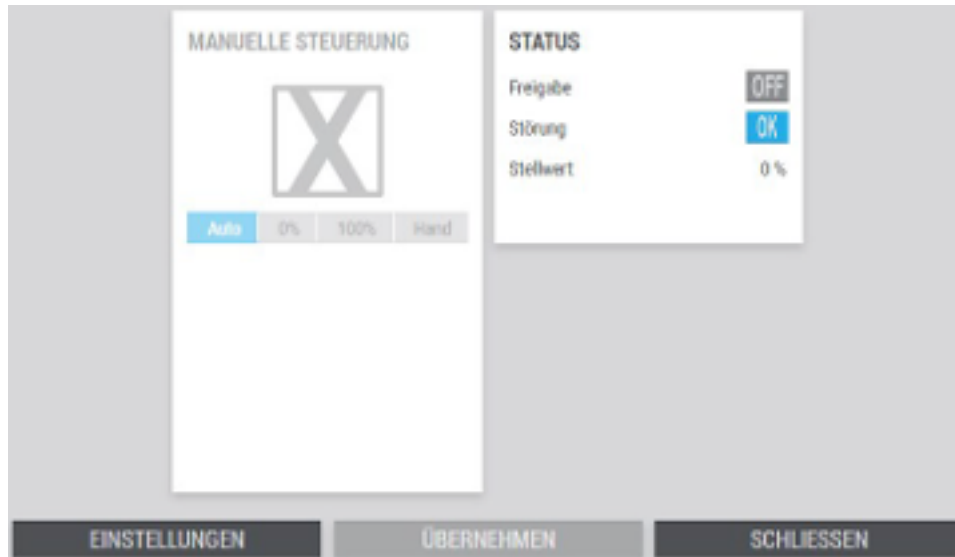 MANUELLE STEUERUNG
Auto 0% 100% Hand
STATUS
Freigabe OFF
Störung OK
Stellwert 0 %
EINSTELLUNGEN ÜBERNEHMEN SCHLIESSEN